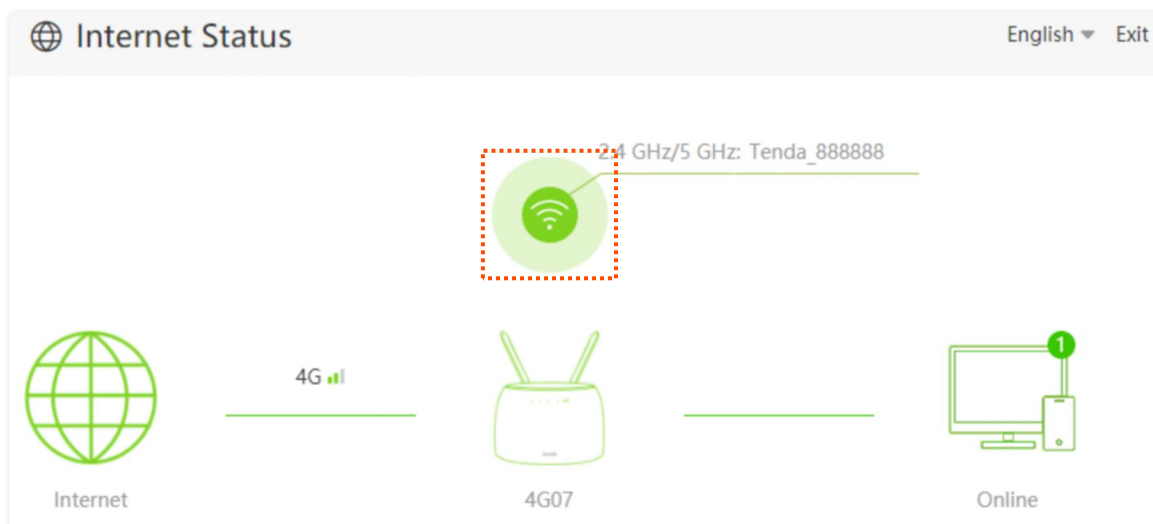 Internet Status
English Exit
2.4 GHz/5 GHz: Tenda_888888
1
4G
Internet
4G07
Online